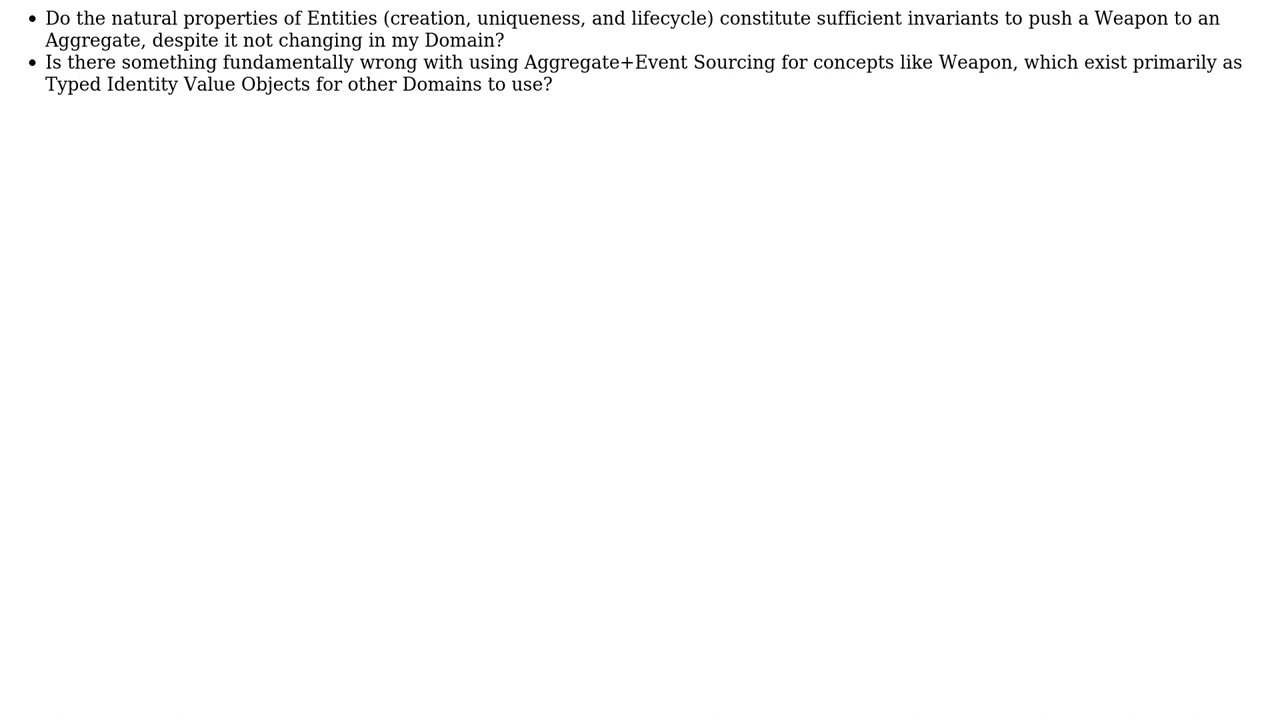 • Do the natural properties of Entities (creation, uniqueness, and lifecycle) constitute sufficient invariants to push a Weapon to an
Aggregate, despite it not changing in my Domain?
• Is there something fundamentally wrong with using Aggregate+Event Sourcing for concepts like Weapon, which exist primarily as
Typed Identity Value Objects for other Domains to use?